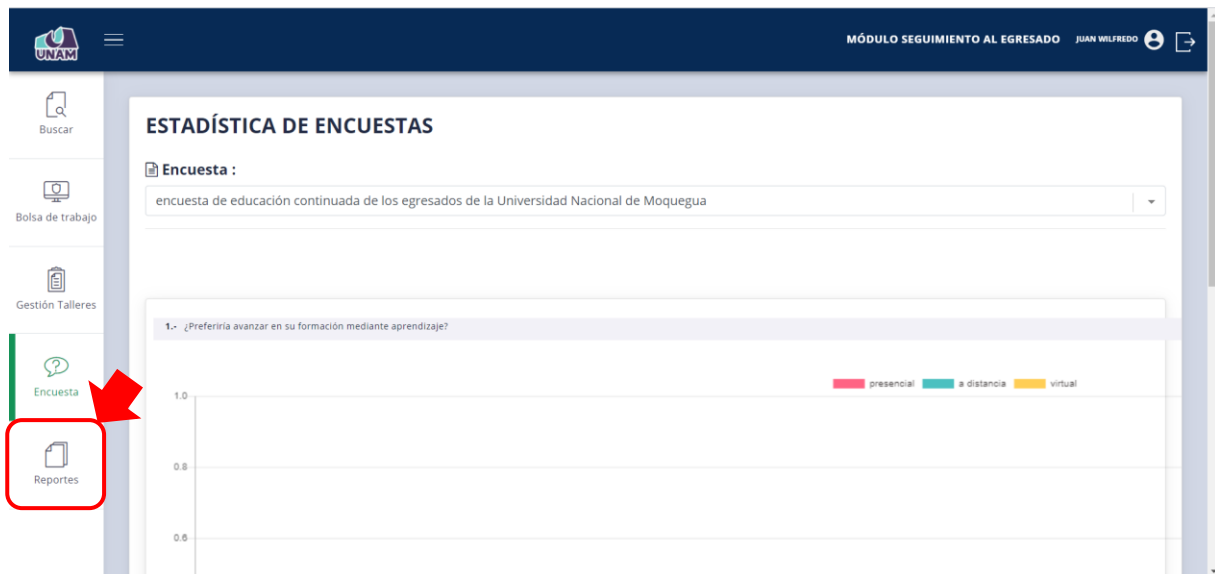 UNAM
MÓDULO SEGUIMIENTO AL EGRESADO JUAN WILFREDO
Buscar
Bolsa de trabajo
Gestión Talleres
Encuesta
Reportes
ESTADÍSTICA DE ENCUESTAS
Encuesta :
encuesta de educación continuada de los egresados de la Universidad Nacional de Moquegua
1.- ¿Preferiría avanzar en su formación mediante aprendizaje?
presencial a distancia virtual
1.0
0.8
0.6